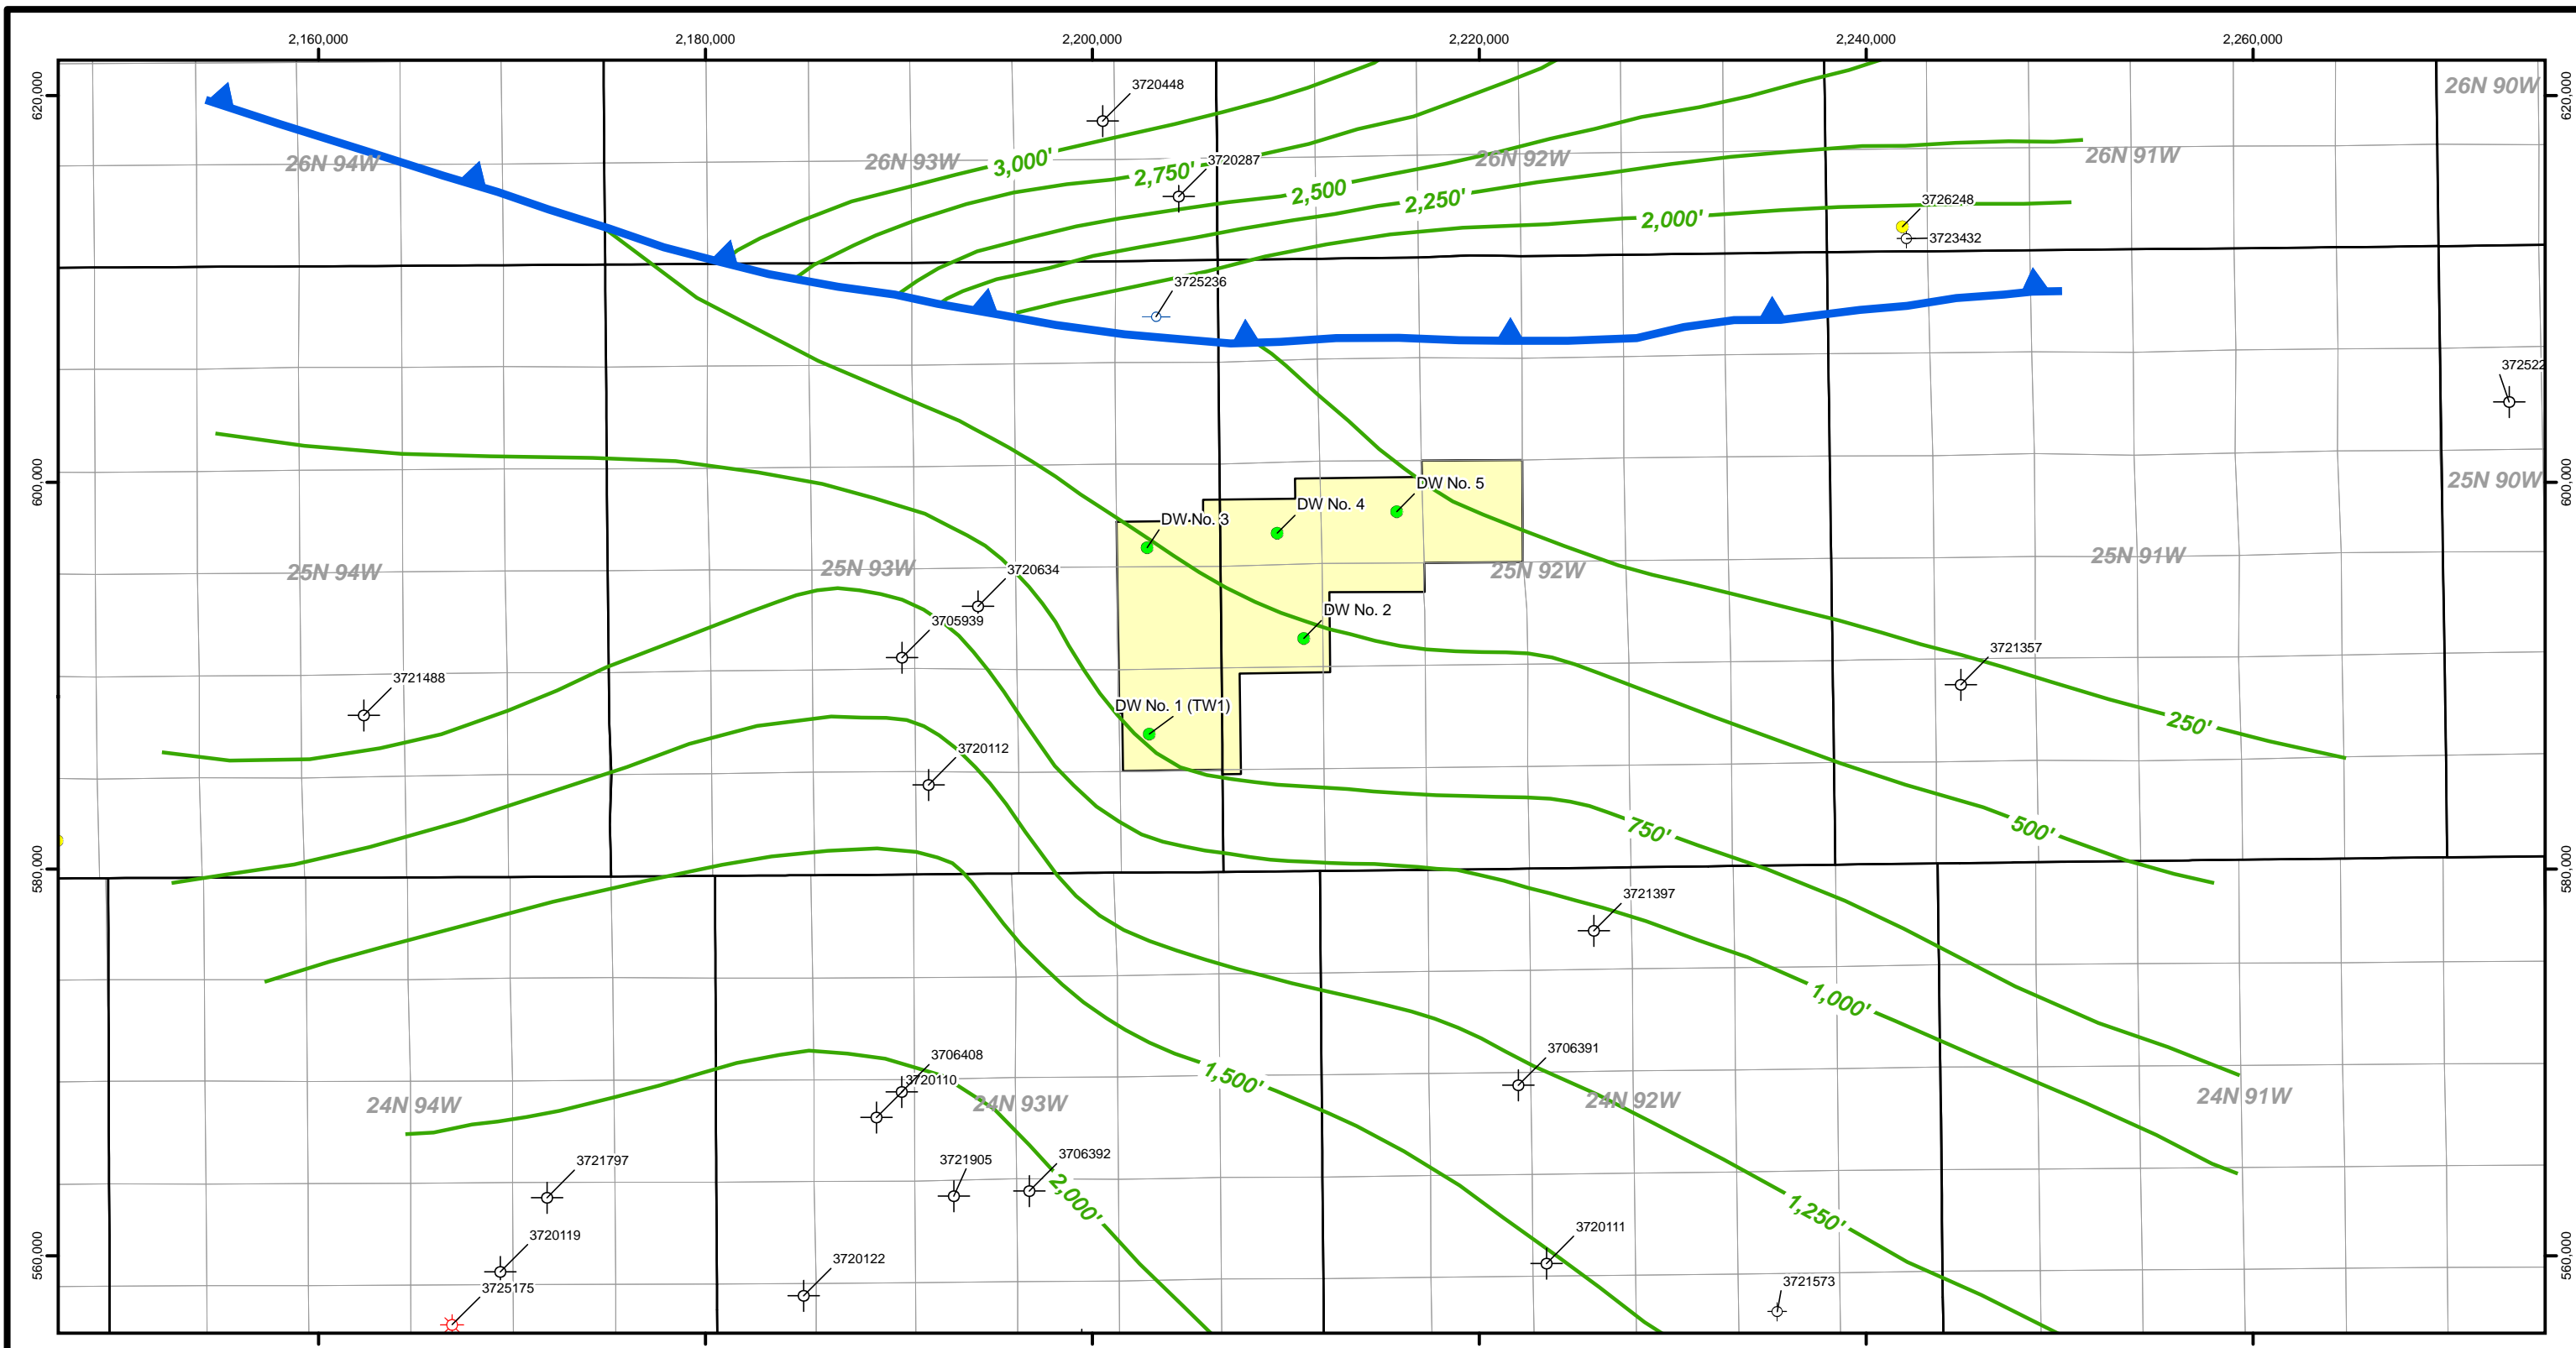 2,160,000
2,180,000
2,200,000
2,220,000
2,240,000
2,260,000
620,000
620,000
3720448
26N 90W
26N 94W
26N 93W
3,000'
2,750'
3720287
26N 92W
26N 91W
2,500
2,250'
2,000'
3726248
3723432
3725236
372522
600,000
600,000
25N 90W
DW No. 5
DW No. 4
DW No. 3
25N 94W
25N 93W
3720634
25N 92W
25N 91W
3705939
DW No. 2
3721488
3721357
DW No. 1 (TW1)
250'
3720112
750'
500'
580,000
580,000
3721397
1,000'
3706408
3720110
1,500'
3706391
24N 94W
24N 93W
24N 92W
24N 91W
3721797
3721905
3706392
2,000'
1,250'
3720119
3720122
3720111
560,000
560,000
3725175
3721573